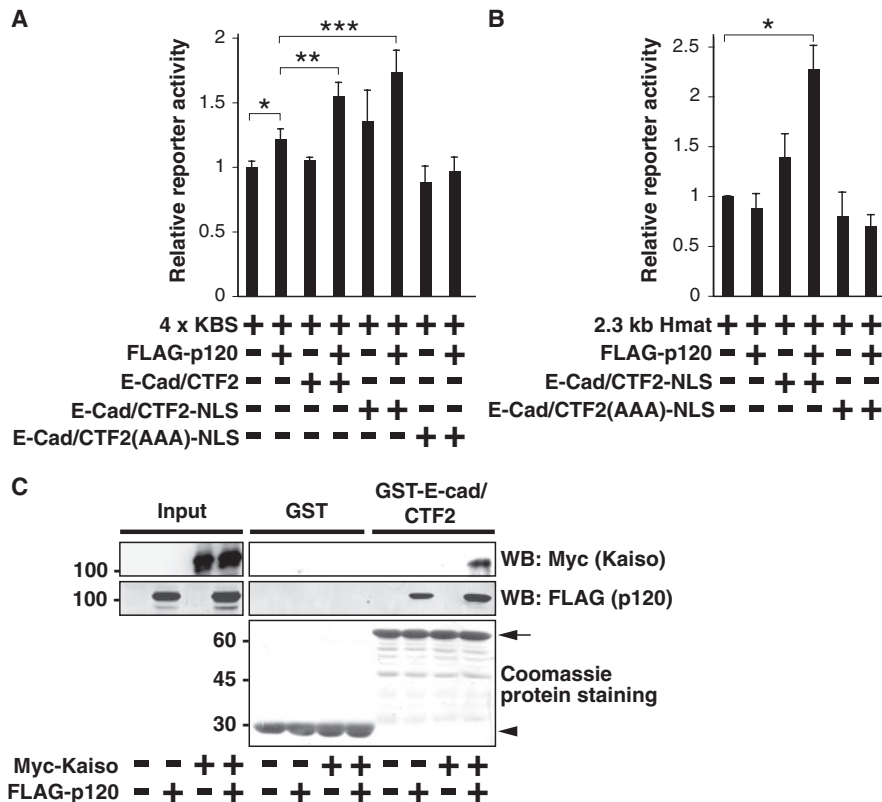 A
Relative reporter activity
2
1.5
1
0.5
0
*
**
***
4 x KBS + + + + + + + +
FLAG-p120 - + - + - + - +
E-Cad/CTF2 - - + + - - - -
E-Cad/CTF2-NLS - - - - + + - -
E-Cad/CTF2(AAA)-NLS - - - - - - + +
B
Relative reporter activity
2.5
2
1.5
1
0.5
0
*
2.3 kb Hmat + + + + + +
FLAG-p120 - + - + - +
E-Cad/CTF2-NLS - - + + - -
E-Cad/CTF2(AAA)-NLS - - - - + +
C
Input
GST
GST-E-cad/
CTF2
100
WB: Myc (Kaiso)
100
WB: FLAG (p120)
60
45
30
Coomassie
protein staining
Myc-Kaiso - - + + - - + + - - + +
FLAG-p120 - + - + - + - + - + - +